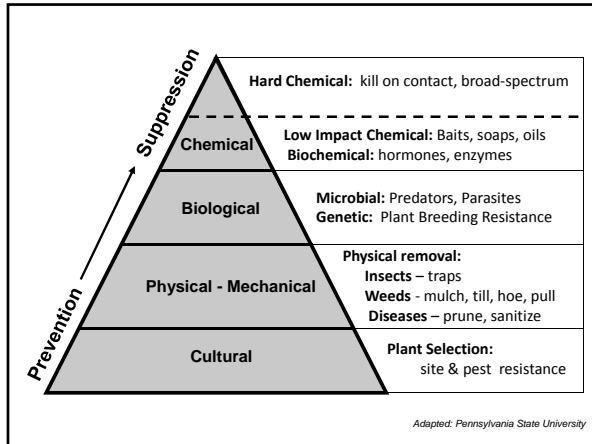 Suppression
Prevention
Hard Chemical: kill on contact, broad-spectrum
Chemical
Low Impact Chemical: Baits, soaps, oils
Biochemical: hormones, enzymes
Biological
Microbial: Predators, Parasites
Genetic: Plant Breeding Resistance
Physical - Mechanical
Physical removal:
Insects – traps
Weeds - mulch, till, hoe, pull
Diseases – prune, sanitize
Cultural
Plant Selection:
site & pest resistance
Adapted: Pennsylvania State University